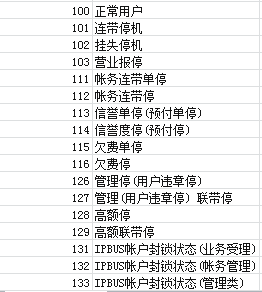 100 正常用户
101 连带停机
102 挂失停机
103 营业报停
111 帐务连带单停
112 帐务连带停
113 信誉单停(预付单停)
114 信誉度停(预付停)
115 欠费单停
116 欠费停
126 管理停(用户违章停)
127 管理(用户违章停) 联带停
128 高额停
129 高额联带停
131 IPBUS帐户封锁状态(业务受理)
132 IPBUS帐户封锁状态(帐务管理)
133 IPBUS帐户封锁状态(管理类)